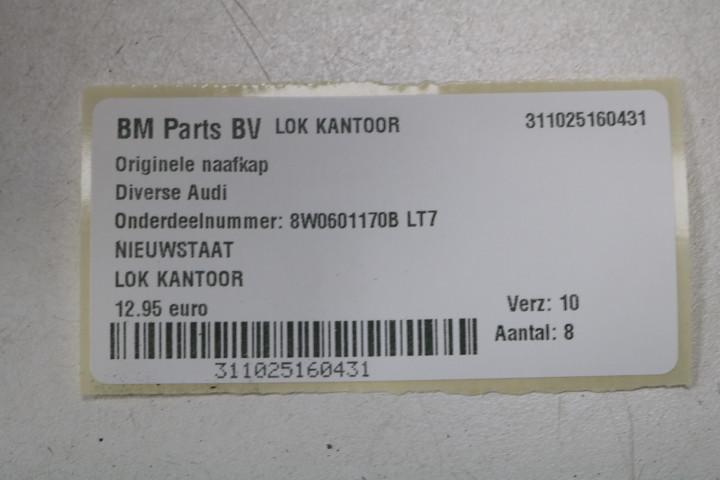 BM Parts BV LOK KANTOOR 311025160431
Originele naafkap
Diverse Audi
Onderdeelnummer: 8W0601170B LT7
NIEUWSTAAT
LOK KANTOOR
12.95 euro Verz: 10
Aantal: 8
311025160431